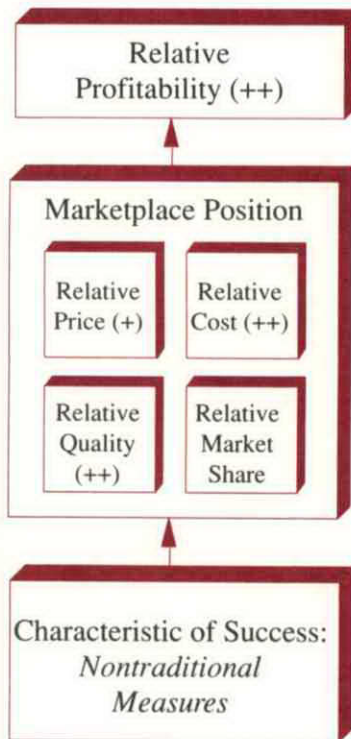 Relative
Profitability (++)
Marketplace Position
Relative
Price (+)
Relative
Cost (++)
Relative
Quality
(++)
Relative
Market
Share
Characteristic of Success:
Nontraditional
Measures